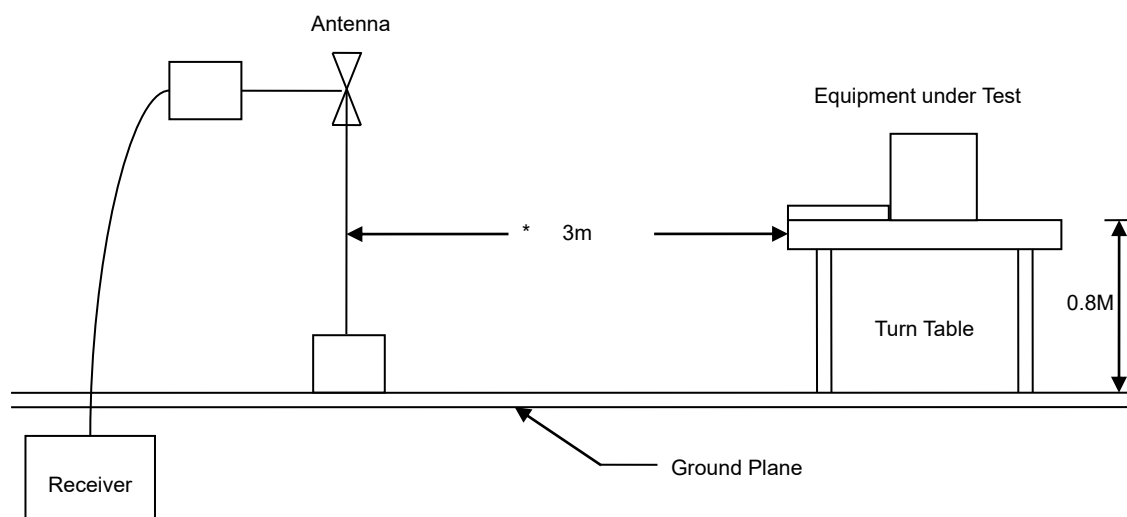 Antenna
Equipment under Test
* 3m
0.8M
Turn Table
Ground Plane
Receiver